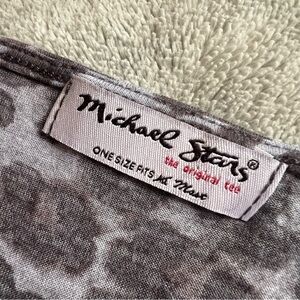 Michael Stars®
the original tee
ONE SIZE FITS Most